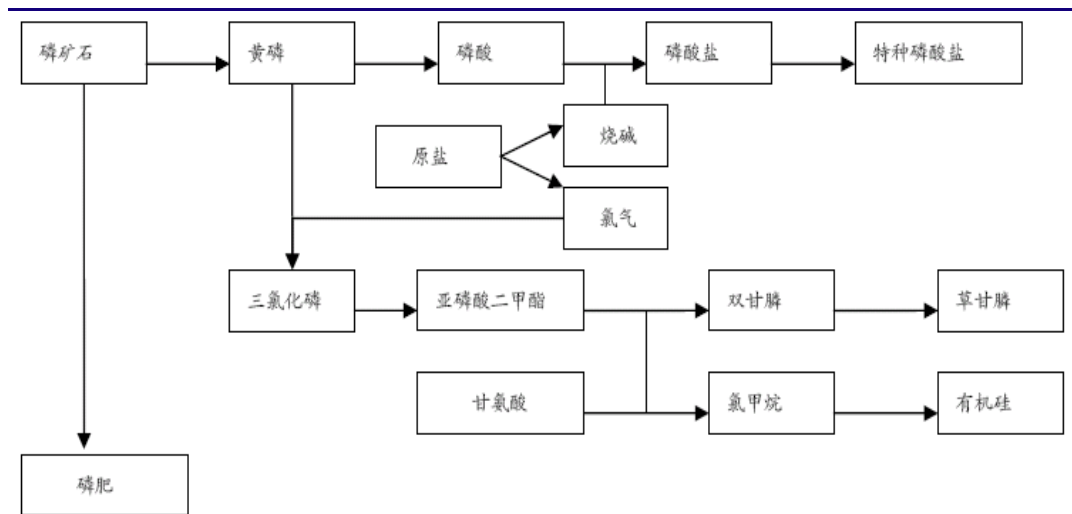 磷矿石
黄磷
磷酸
磷酸盐
特种磷酸盐
原盐
烧碱
氯气
三氯化磷
亚磷酸二甲酯
双甘膦
草甘膦
甘氨酸
氯甲烷
有机硅
磷肥